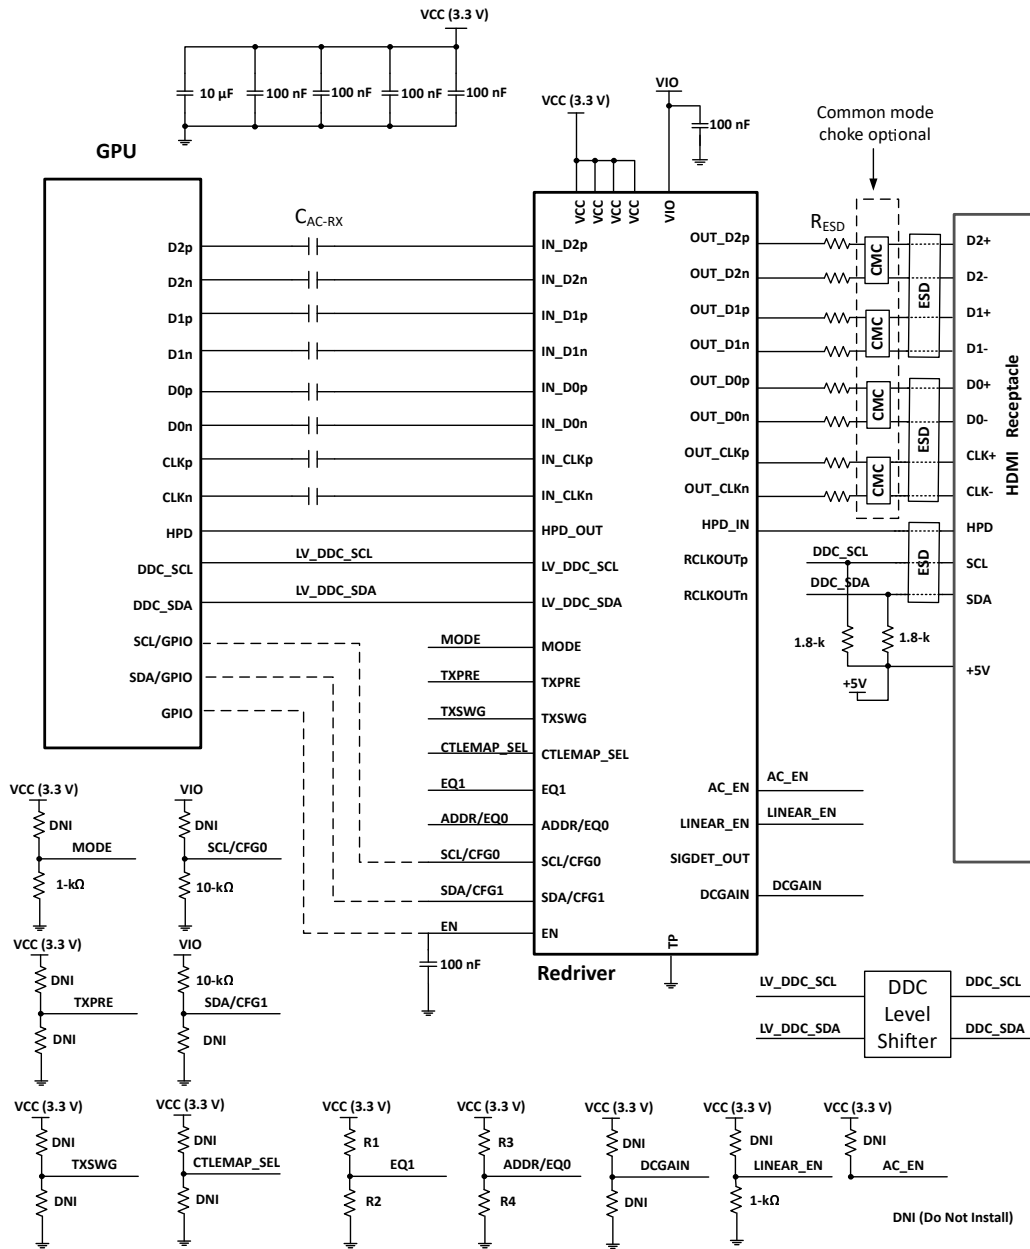 VCC (3.3 V)
10 µF
100 nF
100 nF
100 nF
100 nF
VCC (3.3 V)
VIO
100 nF
Common mode
choke optional
GPU
C_AC-RX
R_ESD
VCC
VCC
VCC
VCC
VIO
D2p
D2n
D1p
D1n
D0p
D0n
CLKp
CLKn
HPD
DDC_SCL
DDC_SDA
SCL/GPIO
SDA/GPIO
GPIO
LV_DDC_SCL
LV_DDC_SDA
MODE
TXPRE
TXSWG
CTLEMAP_SEL
EQ1
ADDR/EQ0
SCL/CFG0
SDA/CFG1
EN
100 nF
IN_D2p
IN_D2n
IN_D1p
IN_D1n
IN_D0p
IN_D0n
IN_CLKp
IN_CLKn
HPD_OUT
LV_DDC_SCL
LV_DDC_SDA
MODE
TXPRE
TXSWG
CTLEMAP_SEL
EQ1
ADDR/EQ0
SCL/CFG0
SDA/CFG1
EN
OUT_D2p
OUT_D2n
OUT_D1p
OUT_D1n
OUT_D0p
OUT_D0n
OUT_CLKp
OUT_CLKn
HPD_IN
RCLKOUTp
RCLKOUTn
AC_EN
LINEAR_EN
SIGDET_OUT
DCGAIN
TP
Redriver
CMC
CMC
CMC
CMC
ESD
ESD
ESD
D2+
D2-
D1+
D1-
D0+
D0-
CLK+
CLK-
HPD
SCL
SDA
+5V
HDMI Receptacle
DDC_SCL
DDC_SDA
1.8-k
1.8-k
+5V
AC_EN
LINEAR_EN
DCGAIN
LV_DDC_SCL
LV_DDC_SDA
DDC
Level
Shifter
DDC_SCL
DDC_SDA
VCC (3.3 V)
DNI
MODE
1-kΩ
VIO
DNI
SCL/CFG0
10-kΩ
VCC (3.3 V)
DNI
TXPRE
DNI
VIO
10-kΩ
SDA/CFG1
DNI
VCC (3.3 V)
DNI
TXSWG
DNI
VCC (3.3 V)
DNI
CTLEMAP_SEL
DNI
VCC (3.3 V)
R1
EQ1
R2
VCC (3.3 V)
R3
ADDR/EQ0
R4
VCC (3.3 V)
DNI
DCGAIN
DNI
VCC (3.3 V)
DNI
LINEAR_EN
1-kΩ
VCC (3.3 V)
DNI
AC_EN
DNI (Do Not Install)